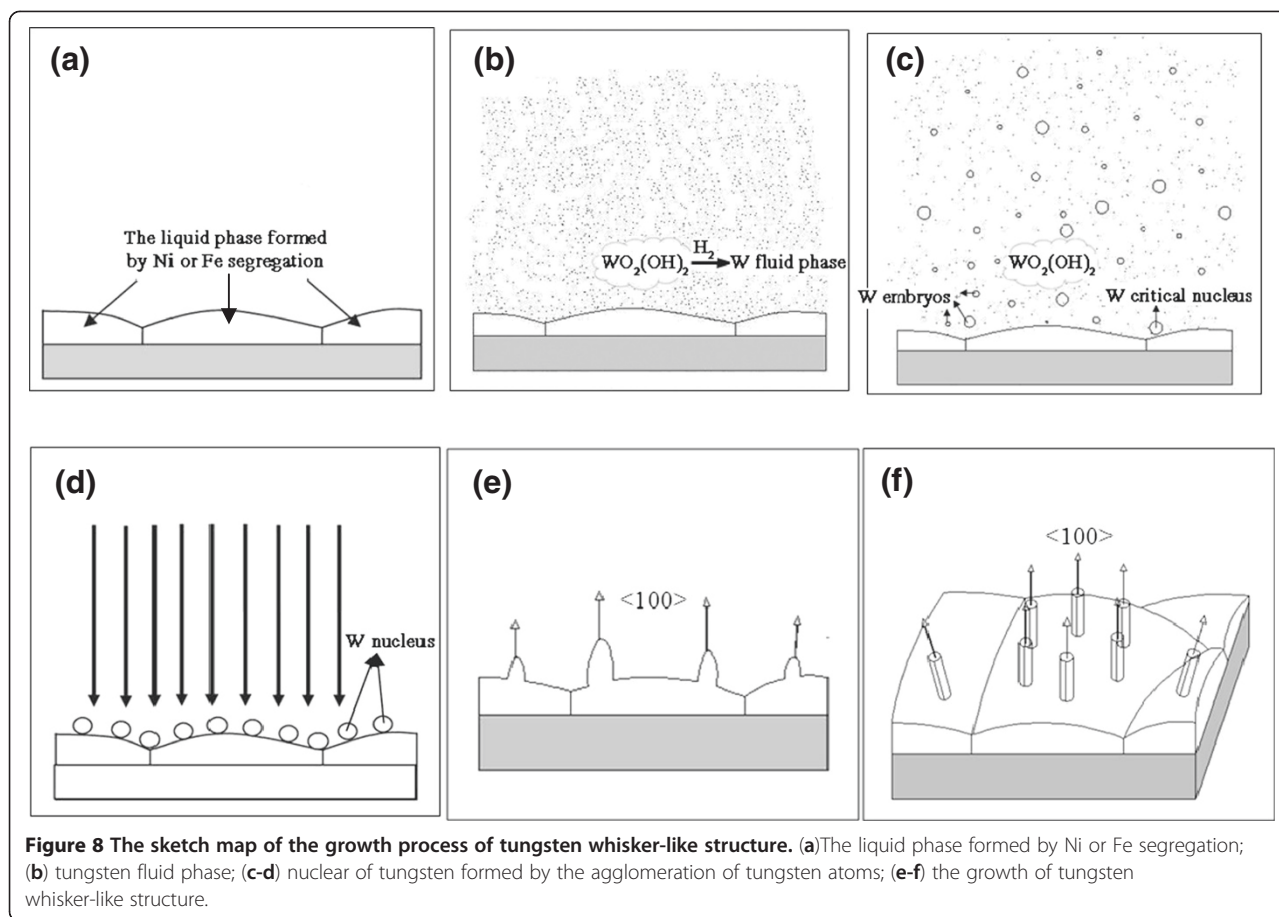 (a)
The liquid phase formed
by Ni or Fe segregation
(b)
WO₂(OH)₂ H₂ W fluid phase
(c)
WO₂(OH)₂
W embryos
W critical nucleus
(d)
W nucleus
(e)
<100>
(f)
<100>
Figure 8 The sketch map of the growth process of tungsten whisker-like structure. (a)The liquid phase formed by Ni or Fe segregation;
(b) tungsten fluid phase; (c-d) nuclear of tungsten formed by the agglomeration of tungsten atoms; (e-f) the growth of tungsten
whisker-like structure.